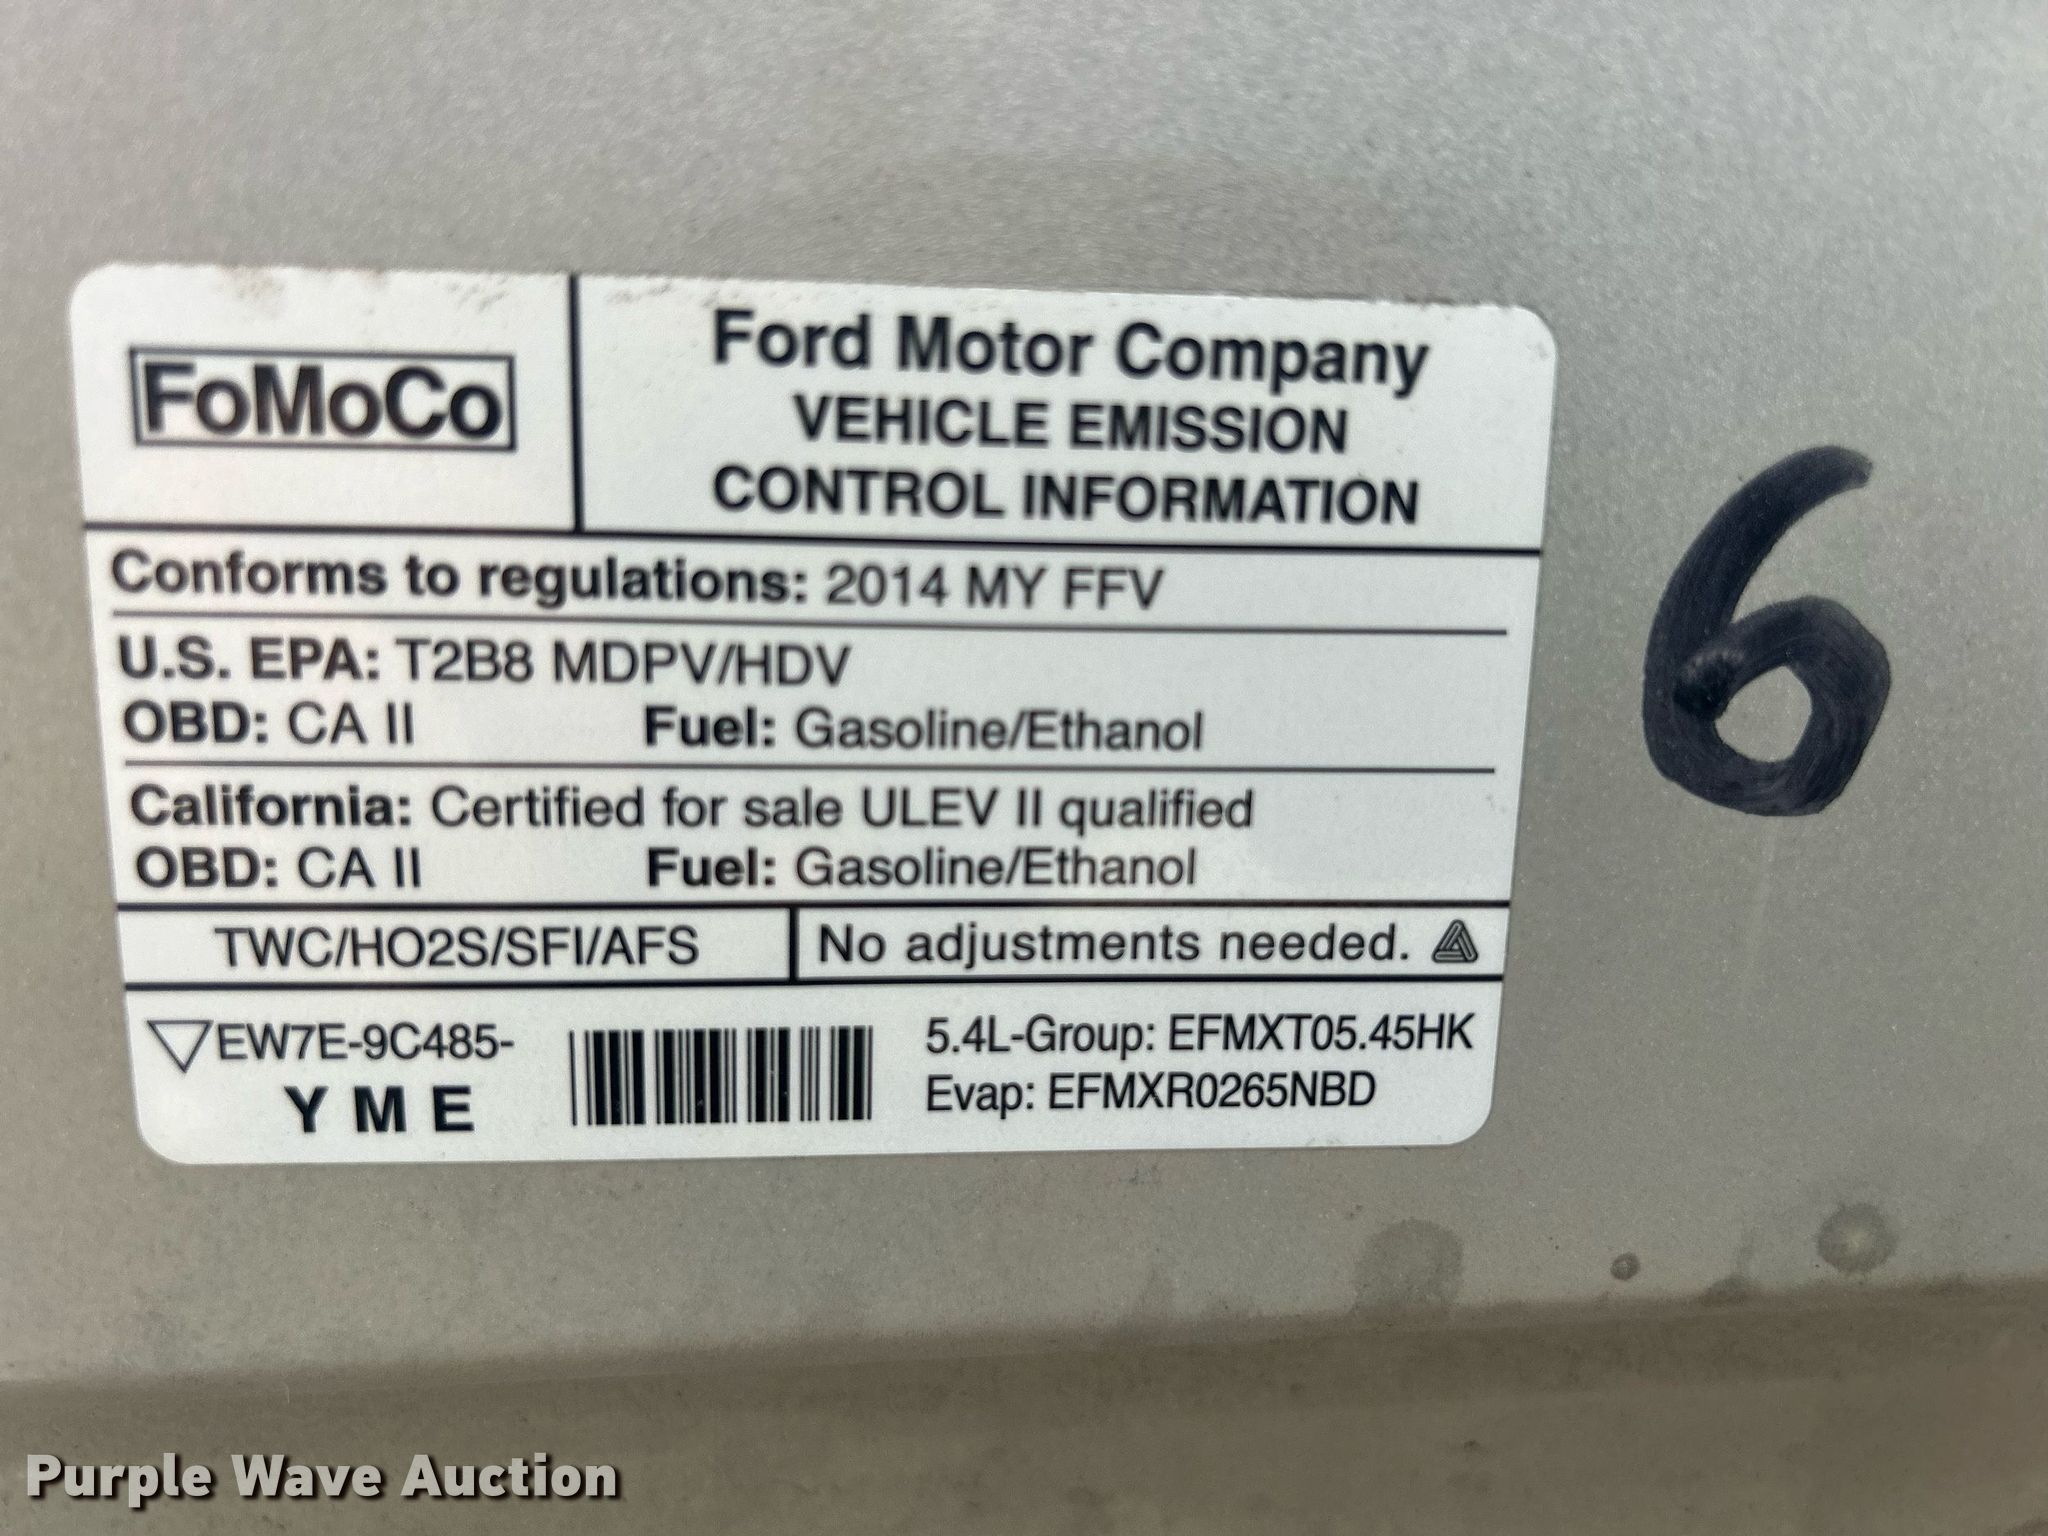 FoMoCo
Ford Motor Company
VEHICLE EMISSION
CONTROL INFORMATION
Conforms to regulations: 2014 MY FFV
U.S. EPA: T2B8 MDPV/HDV
OBD: CA II Fuel: Gasoline/Ethanol
California: Certified for sale ULEV II qualified
OBD: CA II Fuel: Gasoline/Ethanol
TWC/HO2S/SFI/AFS No adjustments needed.
EW7E-9C485-
Y M E
5.4L-Group: EFMXT05.45HK
Evap: EFMXR0265NBD
6
Purple Wave Auction